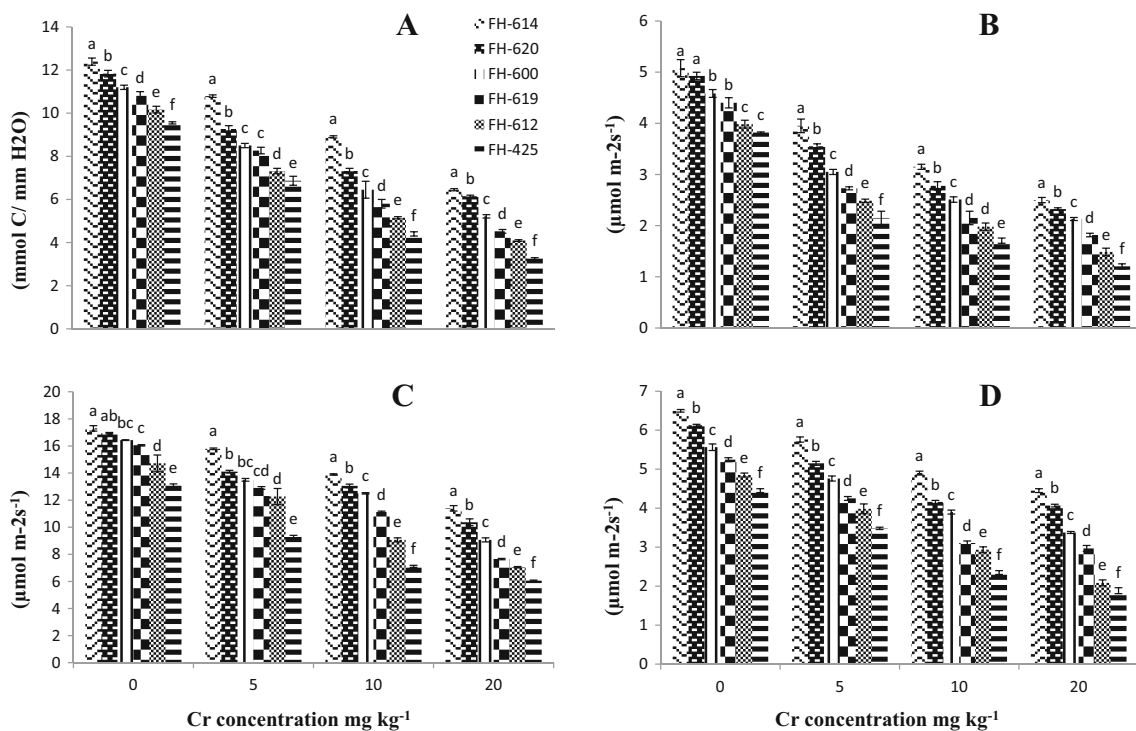 A
(mmol C/ mm H2O)
14
12
10
8
6
4
2
0
a b c d e f
a b c c d e
a b c d e f
a b c d e f
FH-614
FH-620
FH-600
FH-619
FH-612
FH-425
B
(µmol m-2s⁻¹)
6
5
4
3
2
1
0
a a b b c c
a b c d e f
a b c d d e
a b c d e f
C
(µmol m-2s⁻¹)
20
18
16
14
12
10
8
6
4
2
0
a ab bc c d e
a b bc cd d e
a b c d e f
a b c d e f
0 5 10 20
Cr concentration mg kg⁻¹
D
(µmol m-2s⁻¹)
7
6
5
4
3
2
1
0
a b c d e f
a b c d e f
a b c d e f
a b c d e f
0 5 10 20
Cr concentration mg kg⁻¹